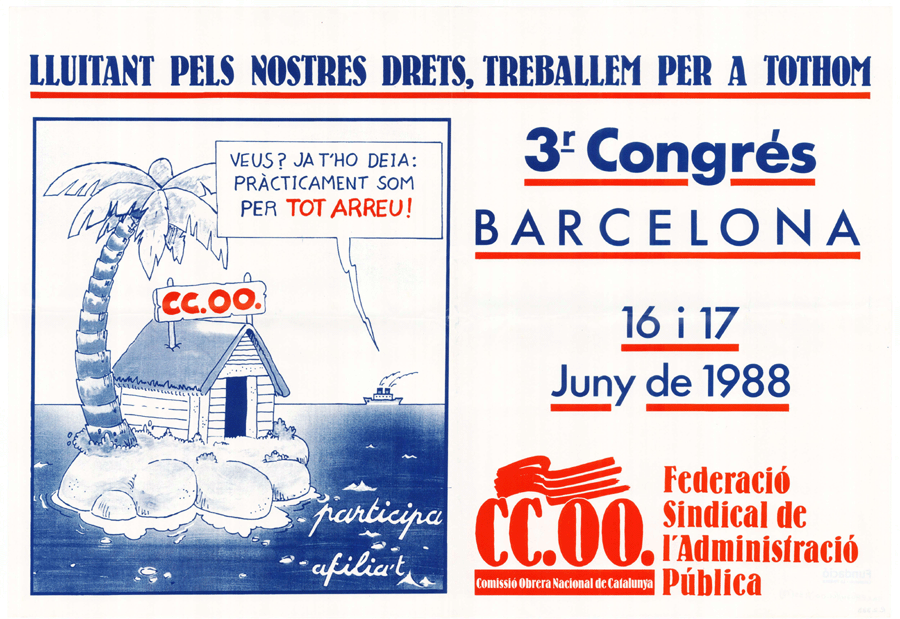 LLUITANT PELS NOSTRES DRETS, TREBALLEM PER A TOTHOM
VEUS? JA T'HO DEIA:
PRÀCTICAMENT SOM
PER TOT ARREU!
CC.OO.
participa
afilia't
3r Congrés
BARCELONA
16 i 17
Juny de 1988
CC.OO.
Comissió Obrera Nacional de Catalunya
Federació
Sindical de
l'Administració
Pública